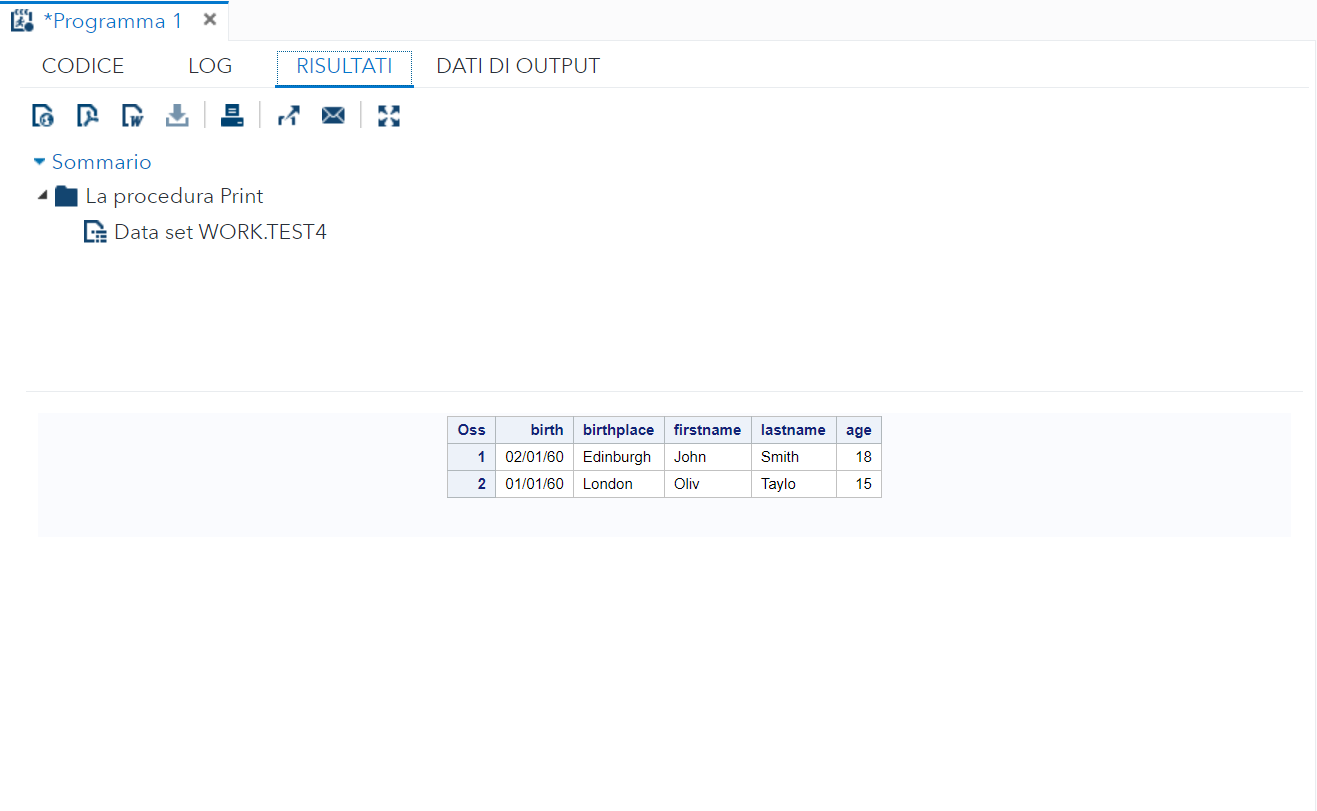 *Programma 1
CODICE LOG RISULTATI DATI DI OUTPUT
Sommario
La procedura Print
Data set WORK.TEST4
Oss birth birthplace firstname lastname age
1 02/01/60 Edinburgh John Smith 18
2 01/01/60 London Oliv Taylo 15